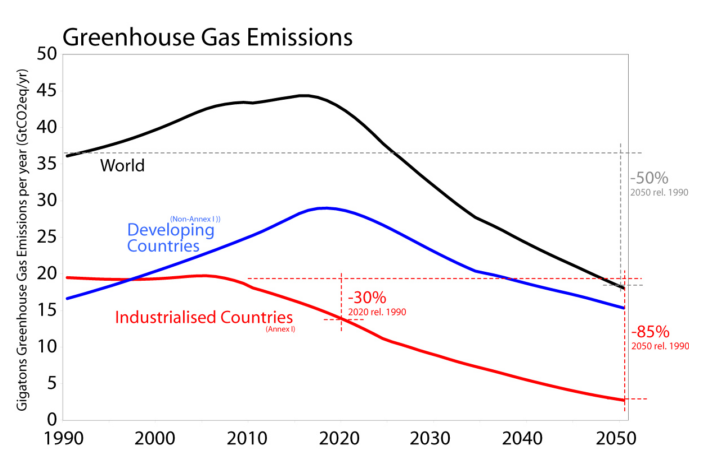 Greenhouse Gas Emissions
Gigatons Greenhouse Gas Emissions per year (GtCO2eq/yr)
50
45
40
35
30
25
20
15
10
5
0
World
(Non-Annex I ))
Developing
Countries
Industrialised Countries
(Annex I)
-30%
2020 rel. 1990
-50%
2050 rel. 1990
-85%
2050 rel. 1990
1990 2000 2010 2020 2030 2040 2050